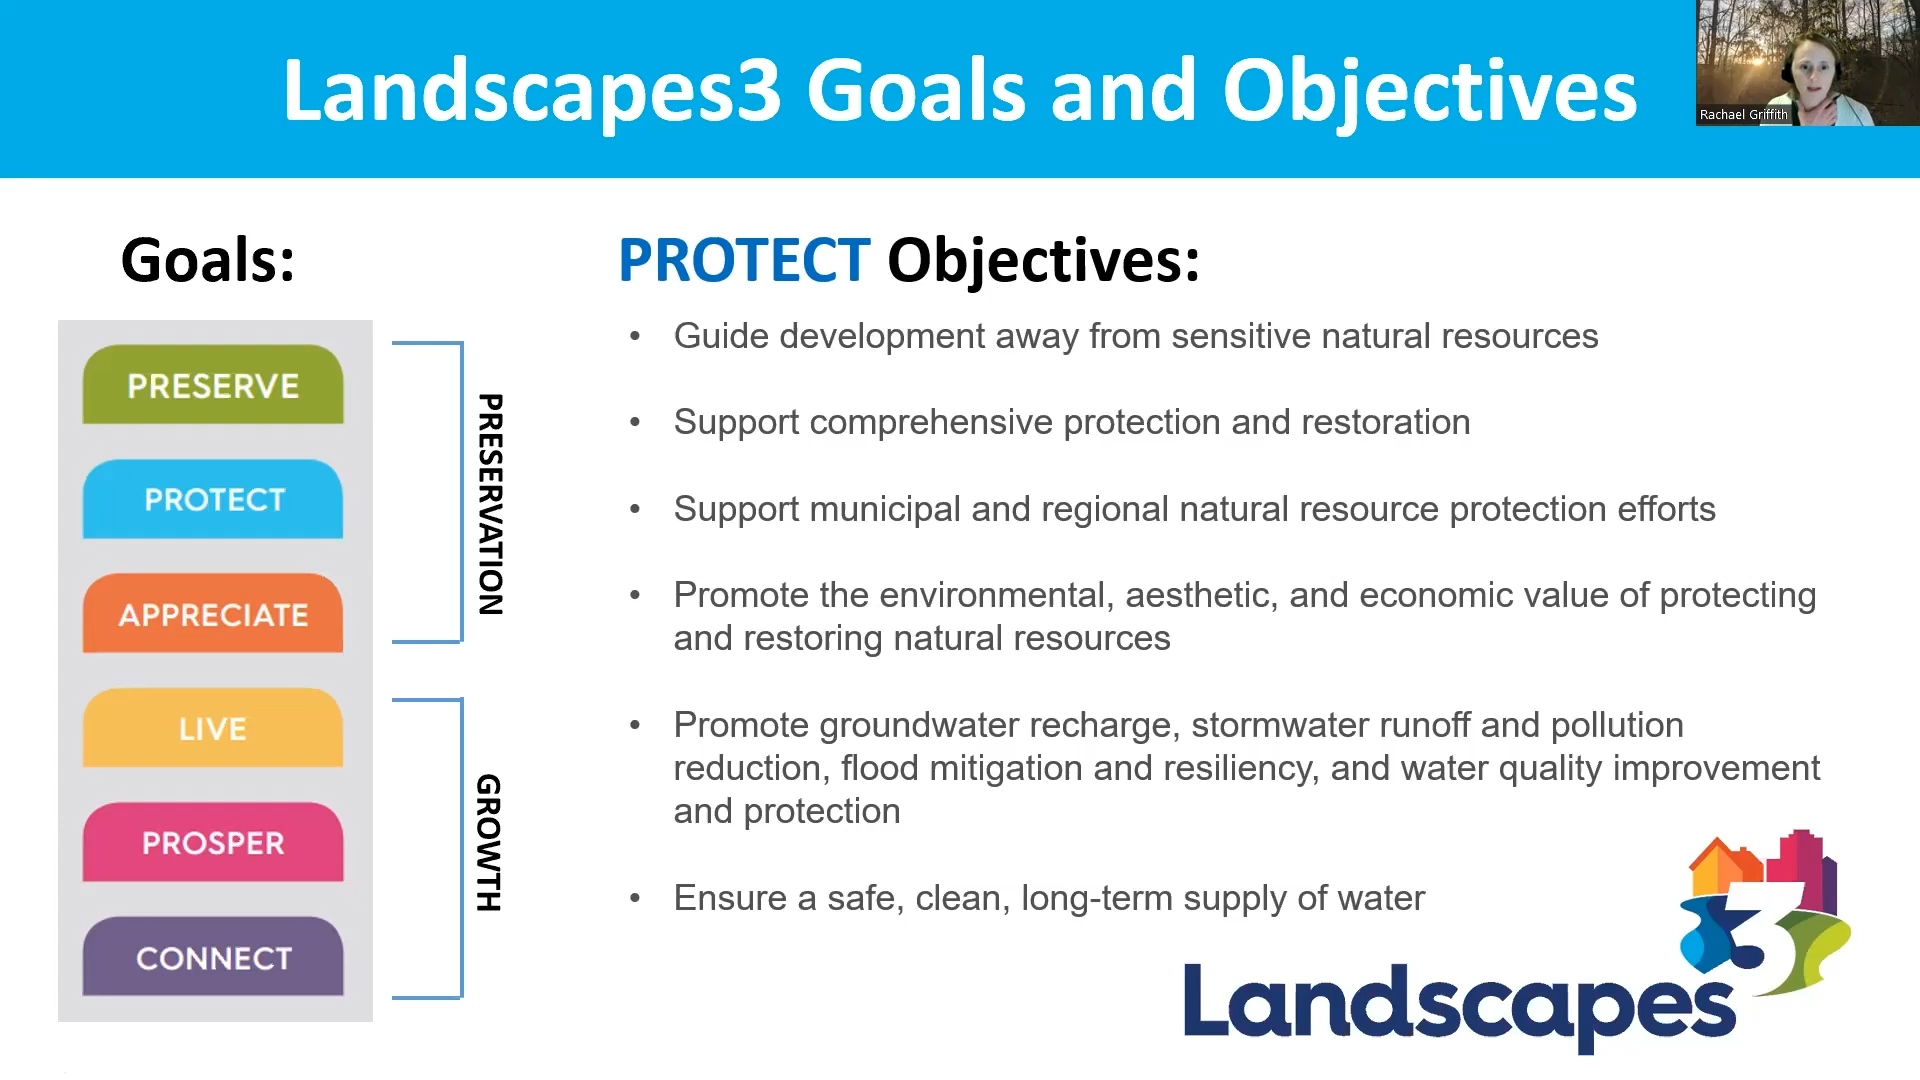 Landscapes3 Goals and Objectives
Rachael Griffith
Goals:
PRESERVE
PROTECT
APPRECIATE
LIVE
PROSPER
CONNECT
PRESERVATION
GROWTH
PROTECT Objectives:
• Guide development away from sensitive natural resources
• Support comprehensive protection and restoration
• Support municipal and regional natural resource protection efforts
• Promote the environmental, aesthetic, and economic value of protecting
and restoring natural resources
• Promote groundwater recharge, stormwater runoff and pollution
reduction, flood mitigation and resiliency, and water quality improvement
and protection
• Ensure a safe, clean, long-term supply of water
Landscapes3